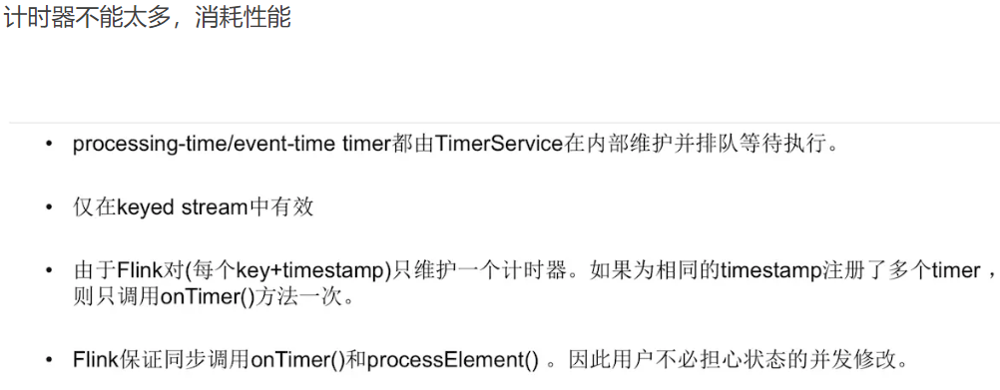 计时器不能太多，消耗性能
• processing-time/event-time timer都由TimerService在内部维护并排队等待执行。
• 仅在keyed stream中有效
• 由于Flink对(每个key+timestamp)只维护一个计时器。如果为相同的timestamp注册了多个timer ，
则只调用onTimer()方法一次。
• Flink保证同步调用onTimer()和processElement() 。因此用户不必担心状态的并发修改。